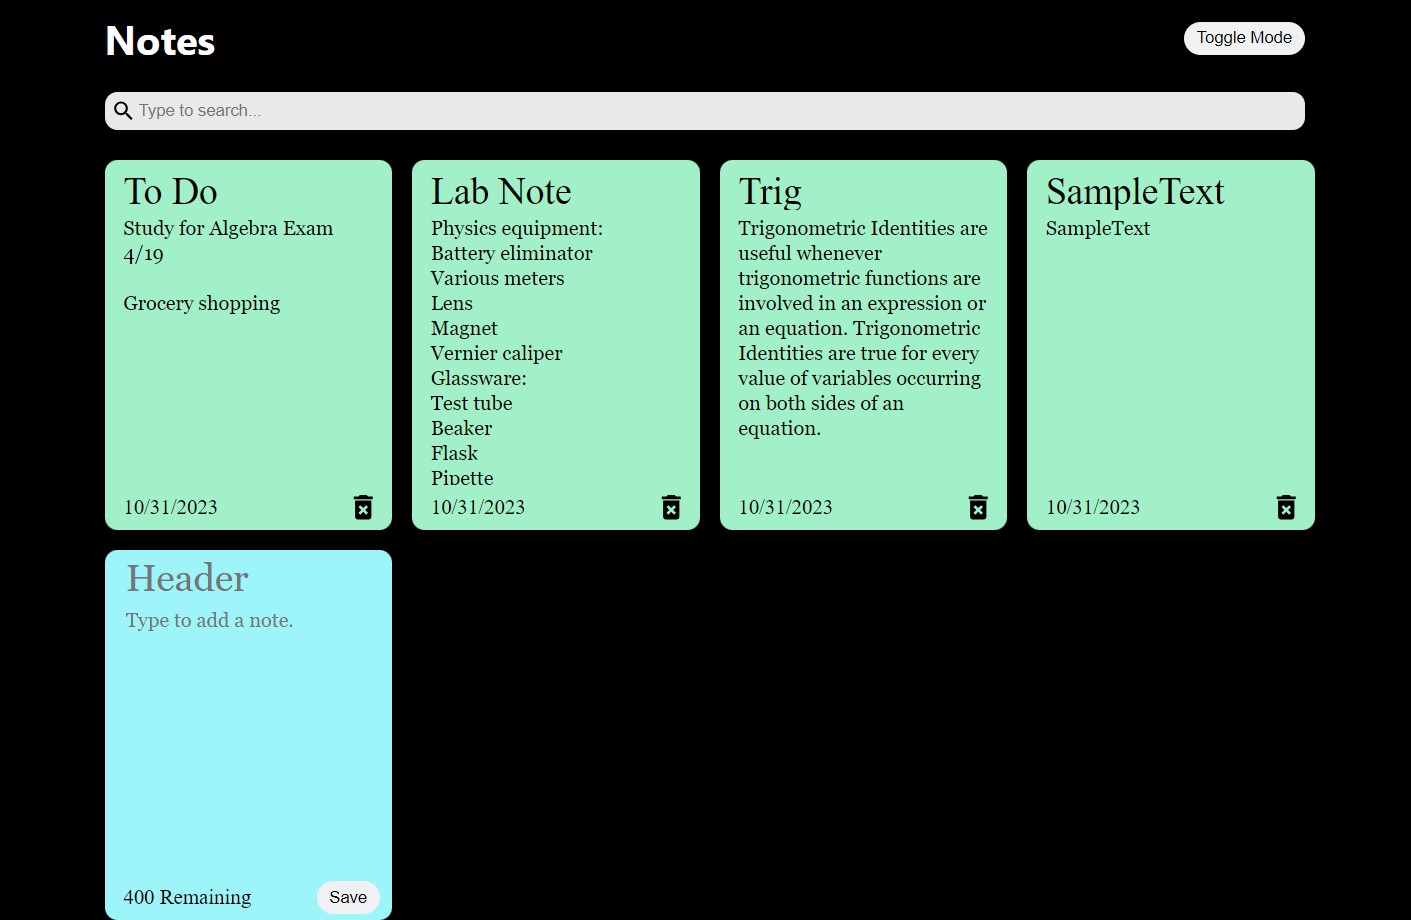 Notes
Toggle Mode
Type to search...
To Do
Study for Algebra Exam
4/19
Grocery shopping
10/31/2023
Lab Note
Physics equipment:
Battery eliminator
Various meters
Lens
Magnet
Vernier caliper
Glassware:
Test tube
Beaker
Flask
Pipette
10/31/2023
Trig
Trigonometric Identities are
useful whenever
trigonometric functions are
involved in an expression or
an equation. Trigonometric
Identities are true for every
value of variables occurring
on both sides of an
equation.
10/31/2023
SampleText
SampleText
10/31/2023
Header
Type to add a note.
400 Remaining
Save